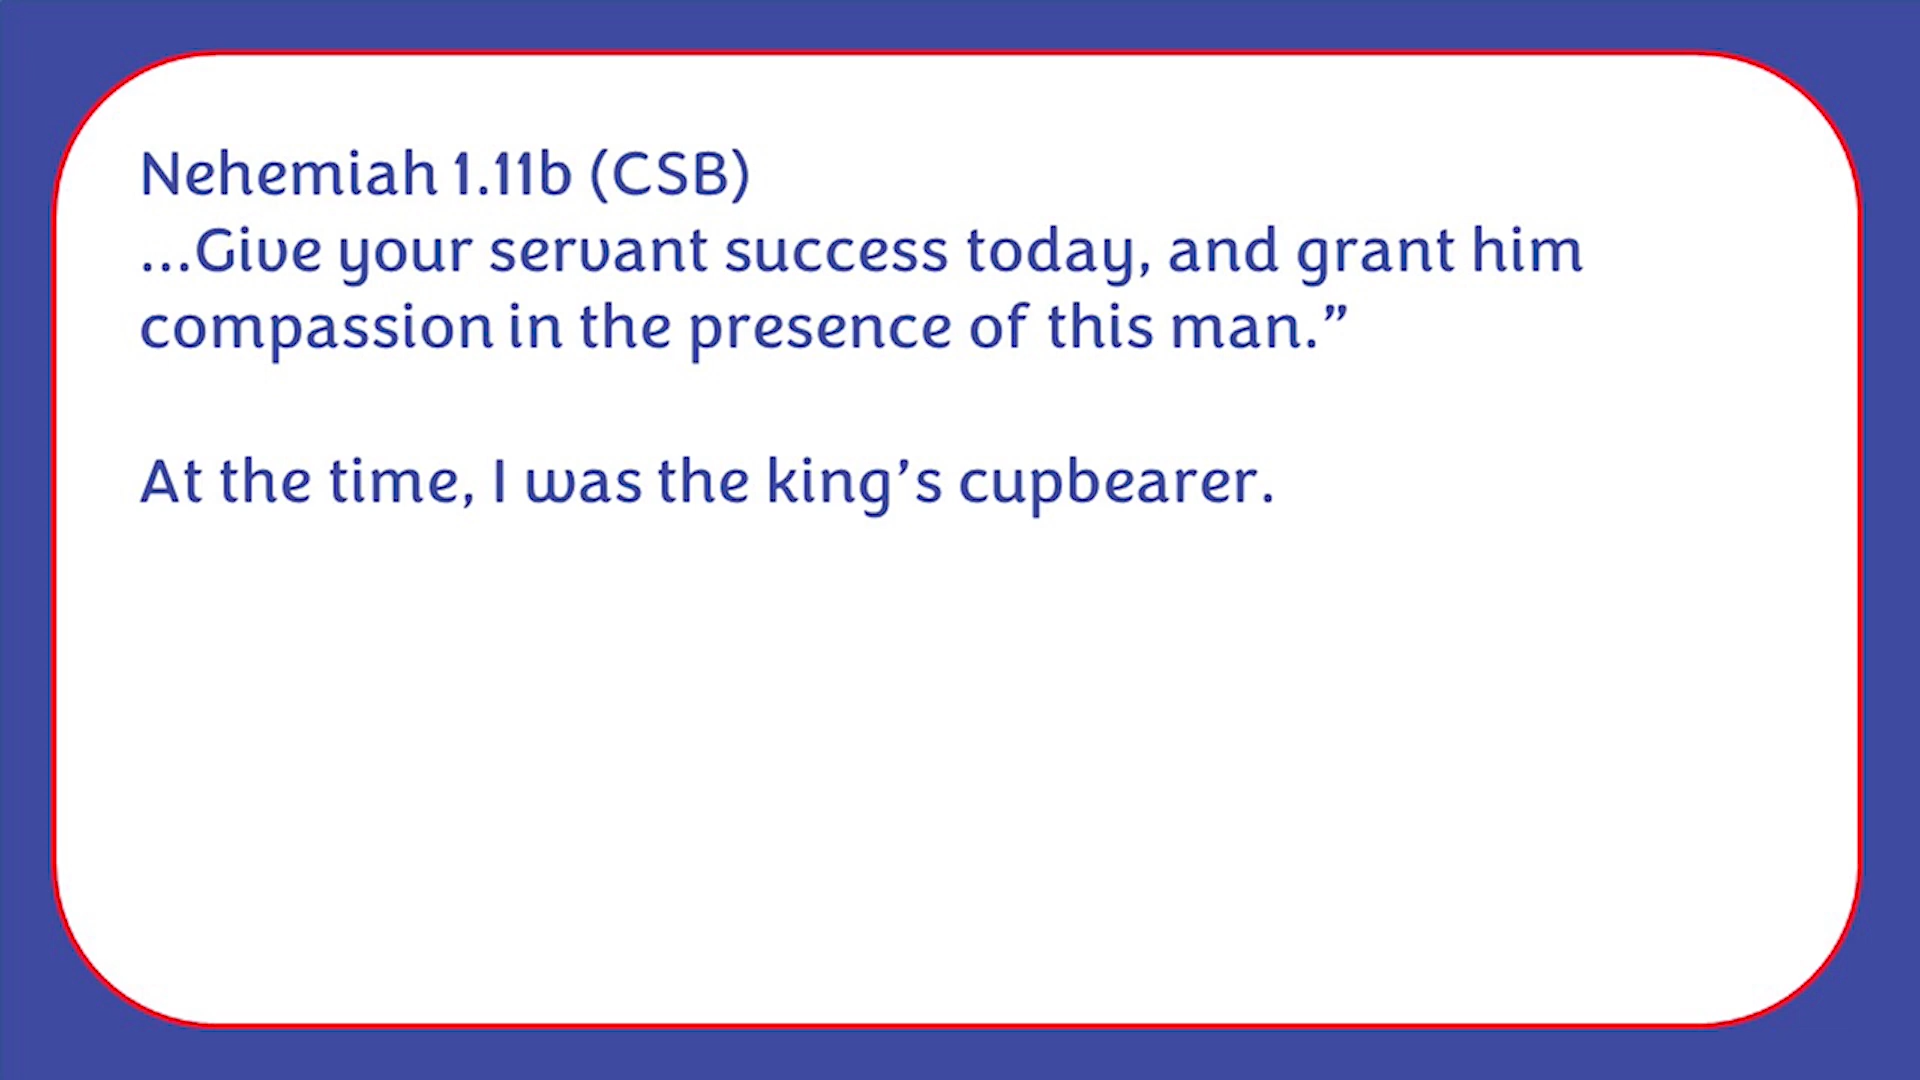 Nehemiah 1.11b (CSB)
...Give your servant success today, and grant him
compassion in the presence of this man.”
At the time, I was the king’s cupbearer.